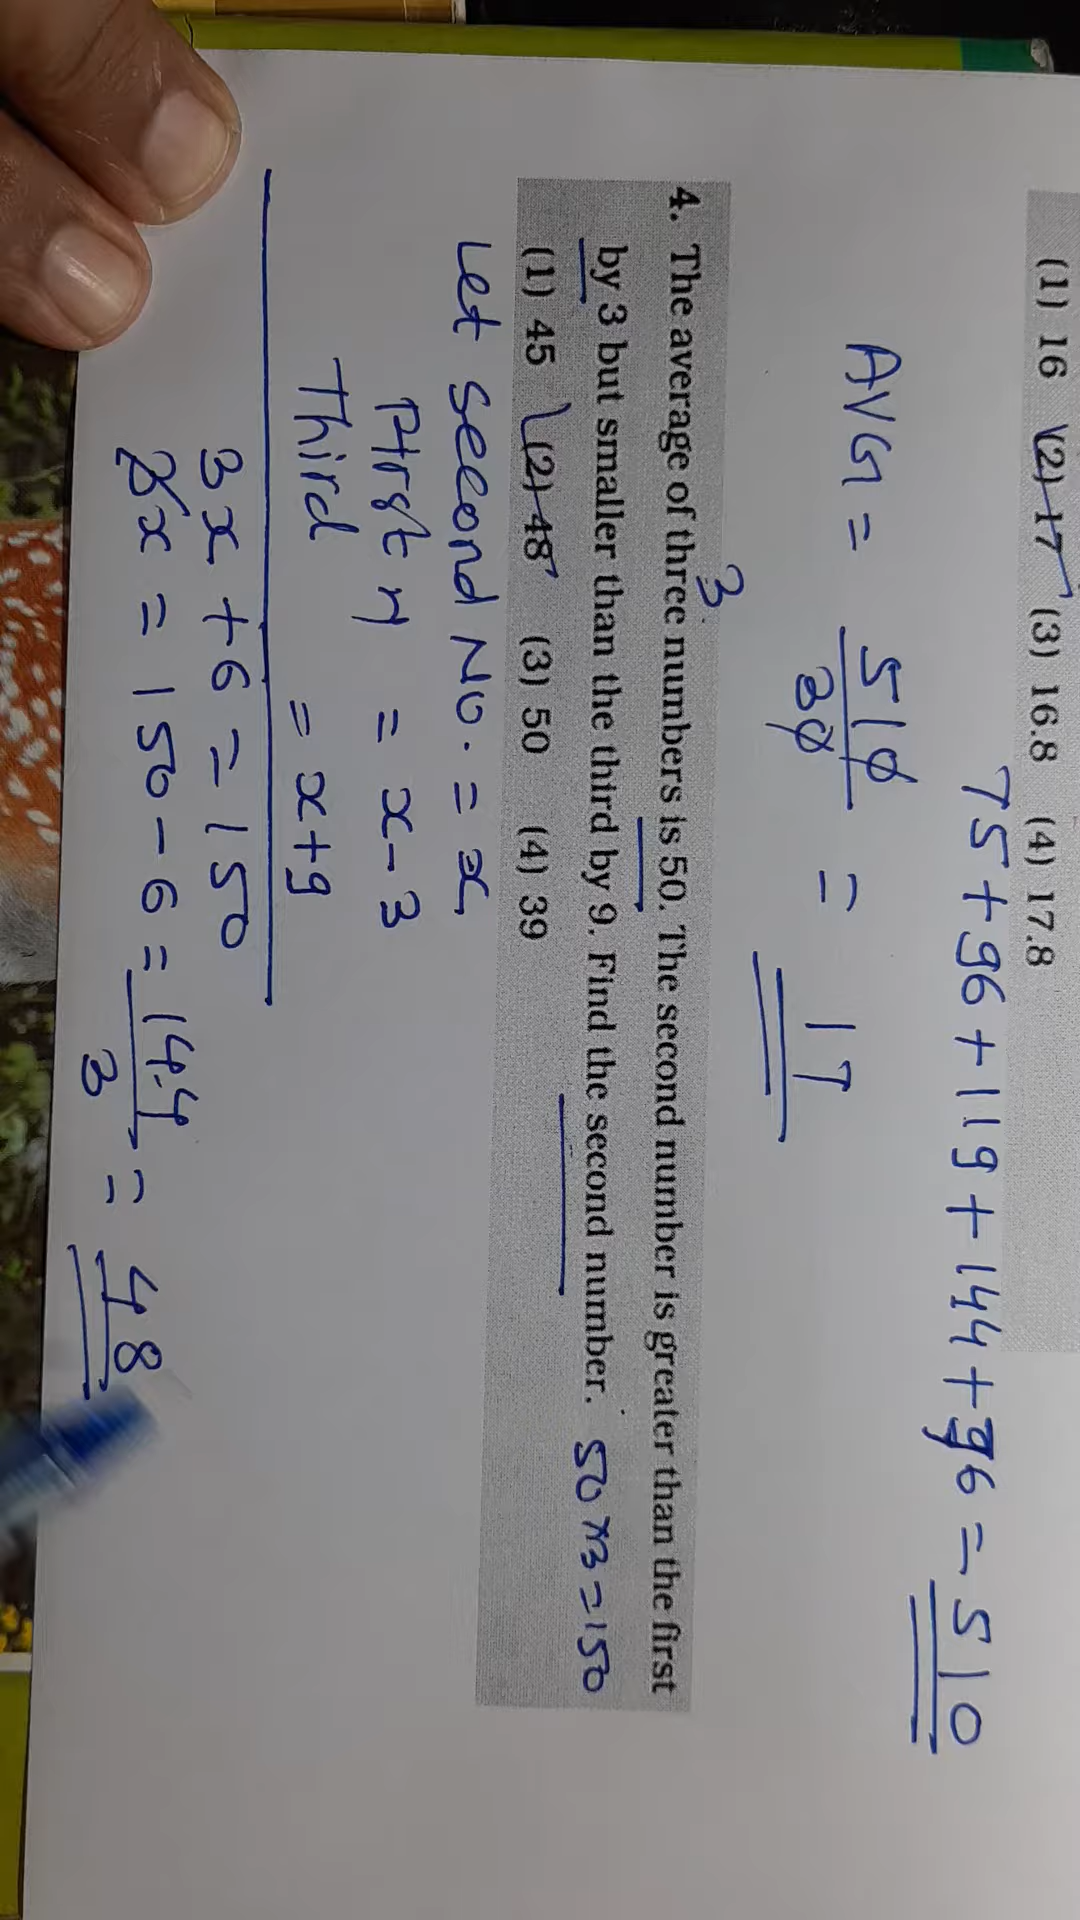 (1) 16 (2) 17 (3) 16.8 (4) 17.8
75 + 96 + 119 + 144 + 96 = 510
AVG = 510/30 = 17
3
4. The average of three numbers is 50. The second number is greater than the first
by 3 but smaller than the third by 9. Find the second number. 50 x 3 = 150
(1) 45 (2) 48 (3) 50 (4) 39
Let second No. = x
First = x - 3
Third = x + 9
3x + 6 = 150
3x = 150 - 6 = 144/3 = 48